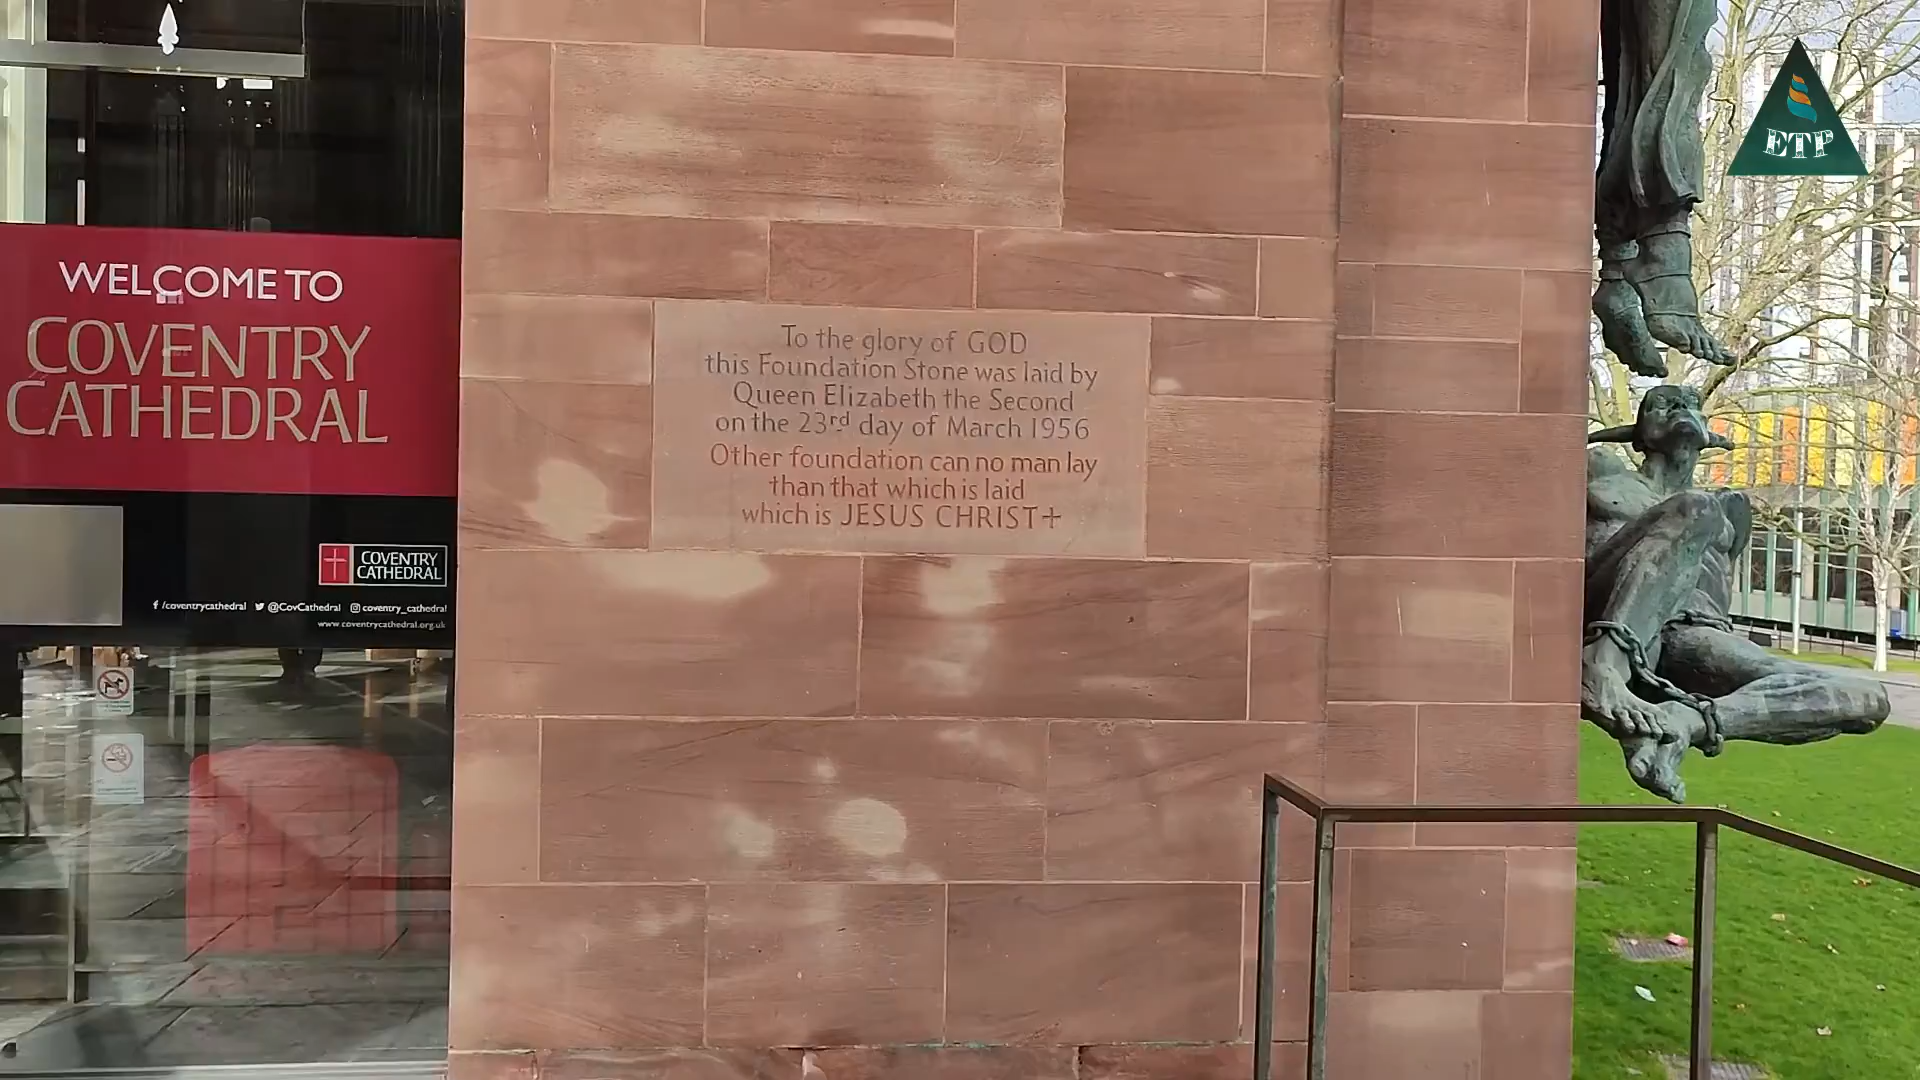 WELCOME TO
COVENTRY
CATHEDRAL
COVENTRY
CATHEDRAL
/coventrycathedral @CovCathedral coventry_cathedral
www.coventrycathedral.org.uk
To the glory of GOD
this Foundation Stone was laid by
Queen Elizabeth the Second
on the 23rd day of March 1956
Other foundation can no man lay
than that which is laid
which is JESUS CHRIST+
ETP